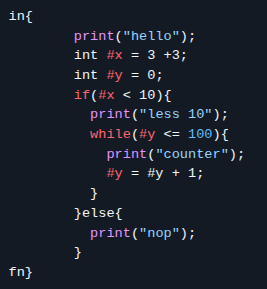 in{
print("hello");
int #x = 3 +3;
int #y = 0;
if(#x < 10){
print("less 10");
while(#y <= 100){
print("counter");
#y = #y + 1;
}
}else{
print("nop");
}
fn}